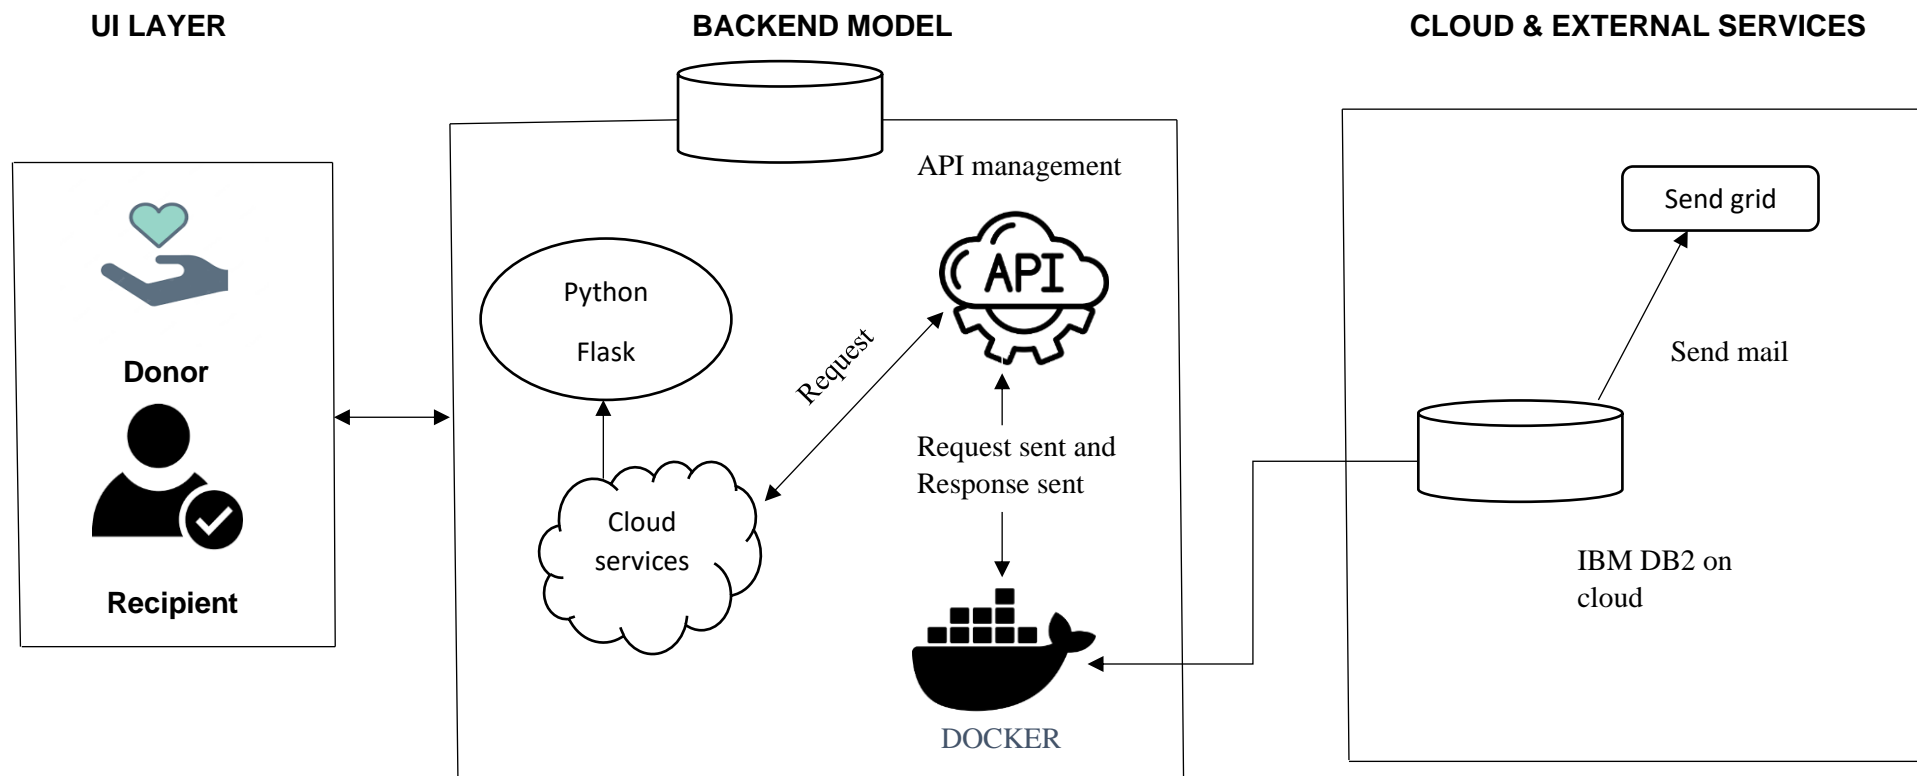 UI LAYER
BACKEND MODEL
CLOUD & EXTERNAL SERVICES
Donor
Recipient
Python
Flask
Cloud
services
Request
API management
API
Request sent and
Response sent
DOCKER
Send grid
Send mail
IBM DB2 on
cloud